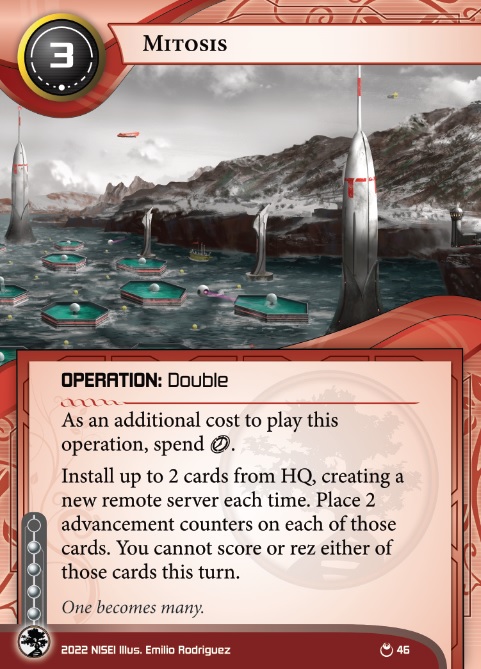 3
MITOSIS
OPERATION: Double
As an additional cost to play this
operation, spend .
Install up to 2 cards from HQ, creating a
new remote server each time. Place 2
advancement counters on each of those
cards. You cannot score or rez either of
those cards this turn.
One becomes many.
2022 NISEI Illus. Emilio Rodriguez 46